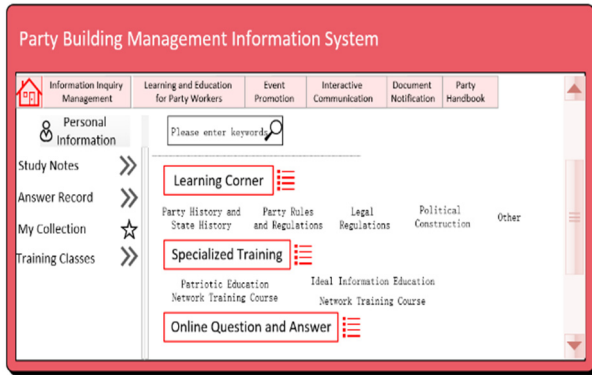 Party Building Management Information System
Information Inquiry
Management
Learning and Education
for Party Workers
Event
Promotion
Interactive
Communication
Document
Notification
Party
Handbook
Personal
Information
Please enter keywords
Study Notes
Answer Record
My Collection
Training Classes
Learning Corner
Party History and
State History
Party Rules
and Regulations
Legal
Regulations
Political
Construction
Other
Specialized Training
Patriotic Education
Network Training Course
Ideal Information Education
Network Training Course
Online Question and Answer